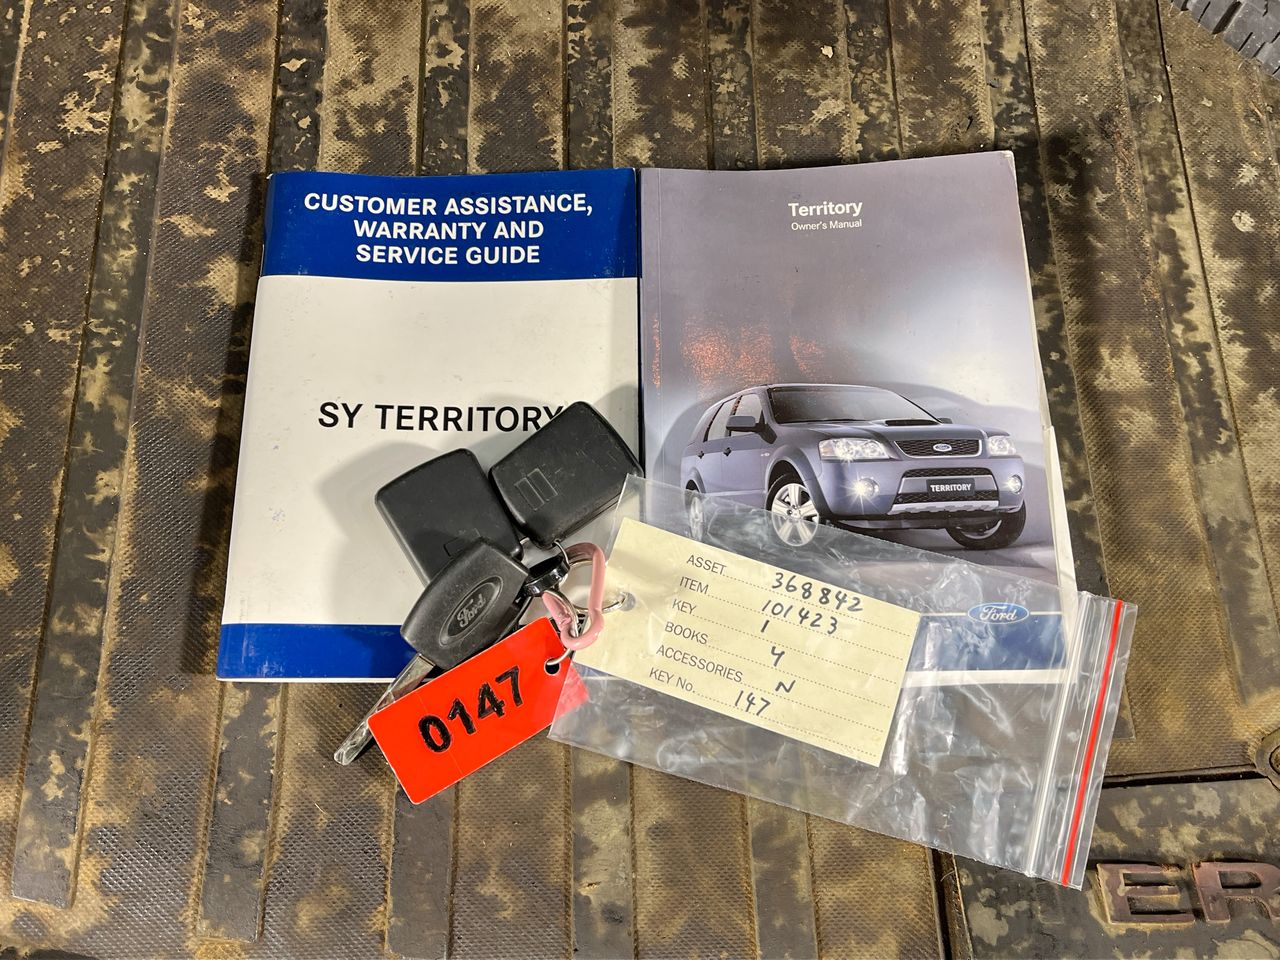 CUSTOMER ASSISTANCE,
WARRANTY AND
SERVICE GUIDE
SY TERRITORY
Territory
Owner's Manual
Ford
TERRITORY
Ford
Ford
0147
ASSET 368842
ITEM 101423
KEY 1
BOOKS 4
ACCESSORIES N
KEY No. 147
ER